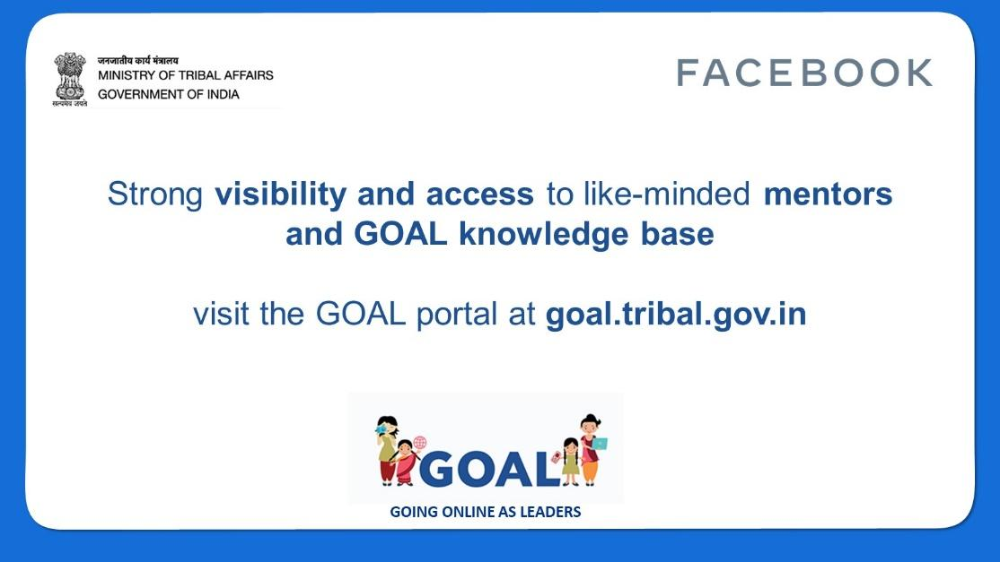 जनजातीय कार्य मंत्रालय
MINISTRY OF TRIBAL AFFAIRS
GOVERNMENT OF INDIA
सत्यमेव जयते
FACEBOOK
Strong visibility and access to like-minded mentors
and GOAL knowledge base
visit the GOAL portal at goal.tribal.gov.in
GOAL
GOING ONLINE AS LEADERS